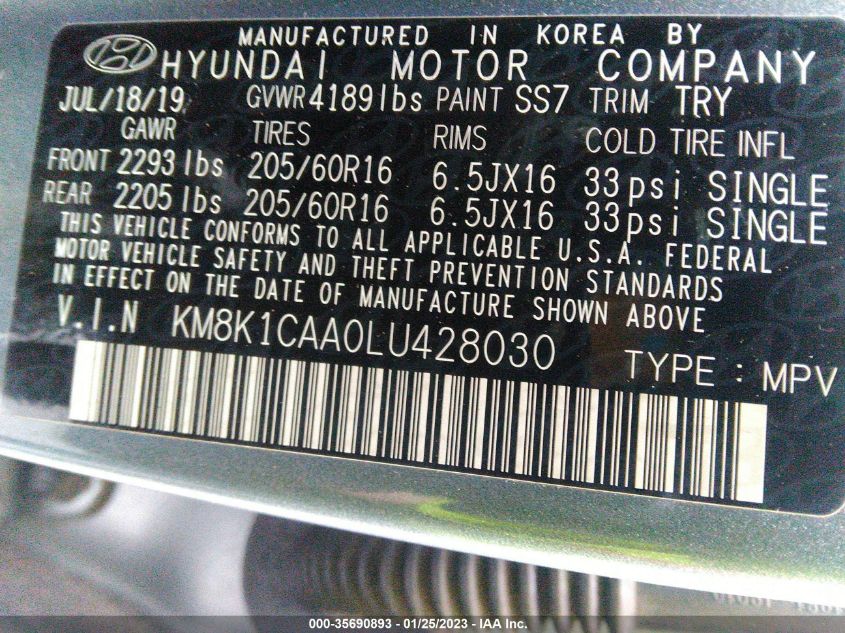 MANUFACTURED IN KOREA BY
HYUNDAI MOTOR COMPANY
JUL/18/19 GVWR 4189lbs PAINT SS7 TRIM TRY
GAWR TIRES RIMS COLD TIRE INFL
FRONT 2293 lbs 205/60R16 6.5JX16 33psi SINGLE
REAR 2205 lbs 205/60R16 6.5JX16 33psi SINGLE
THIS VEHICLE CONFORMS TO ALL APPLICABLE U.S.A. FEDERAL
MOTOR VEHICLE SAFETY AND THEFT PREVENTION STANDARDS
IN EFFECT ON THE DATE OF MANUFACTURE SHOWN ABOVE
V.I.N KM8K1CAA0LU428030 TYPE : MPV
000-35690893 / 01/25/2023 - IAA Inc.